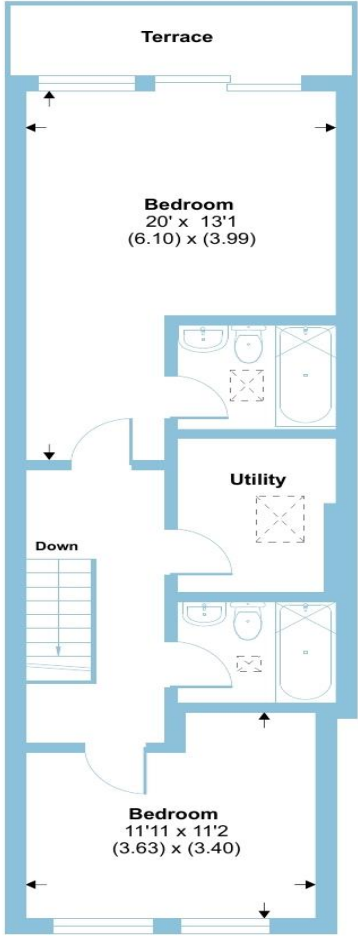 Terrace
Bedroom
20' x 13'1
(6.10) x (3.99)
Utility
Down
Bedroom
11'11 x 11'2
(3.63) x (3.40)